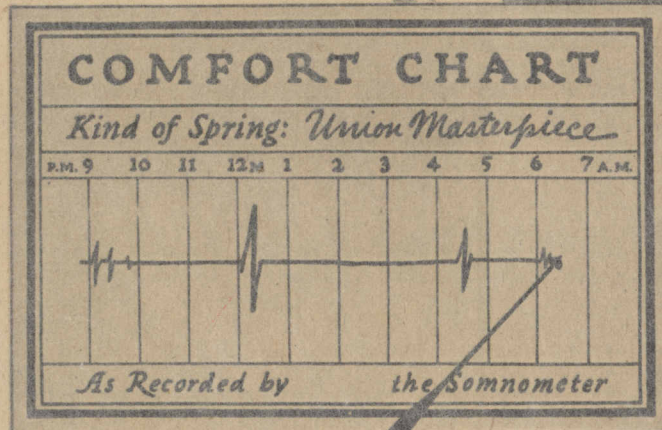 COMFORT CHART
Kind of Spring: Union Masterpiece
P.M. 9 10 11 12M 1 2 3 4 5 6 7 A.M.
As Recorded by the Somnometer